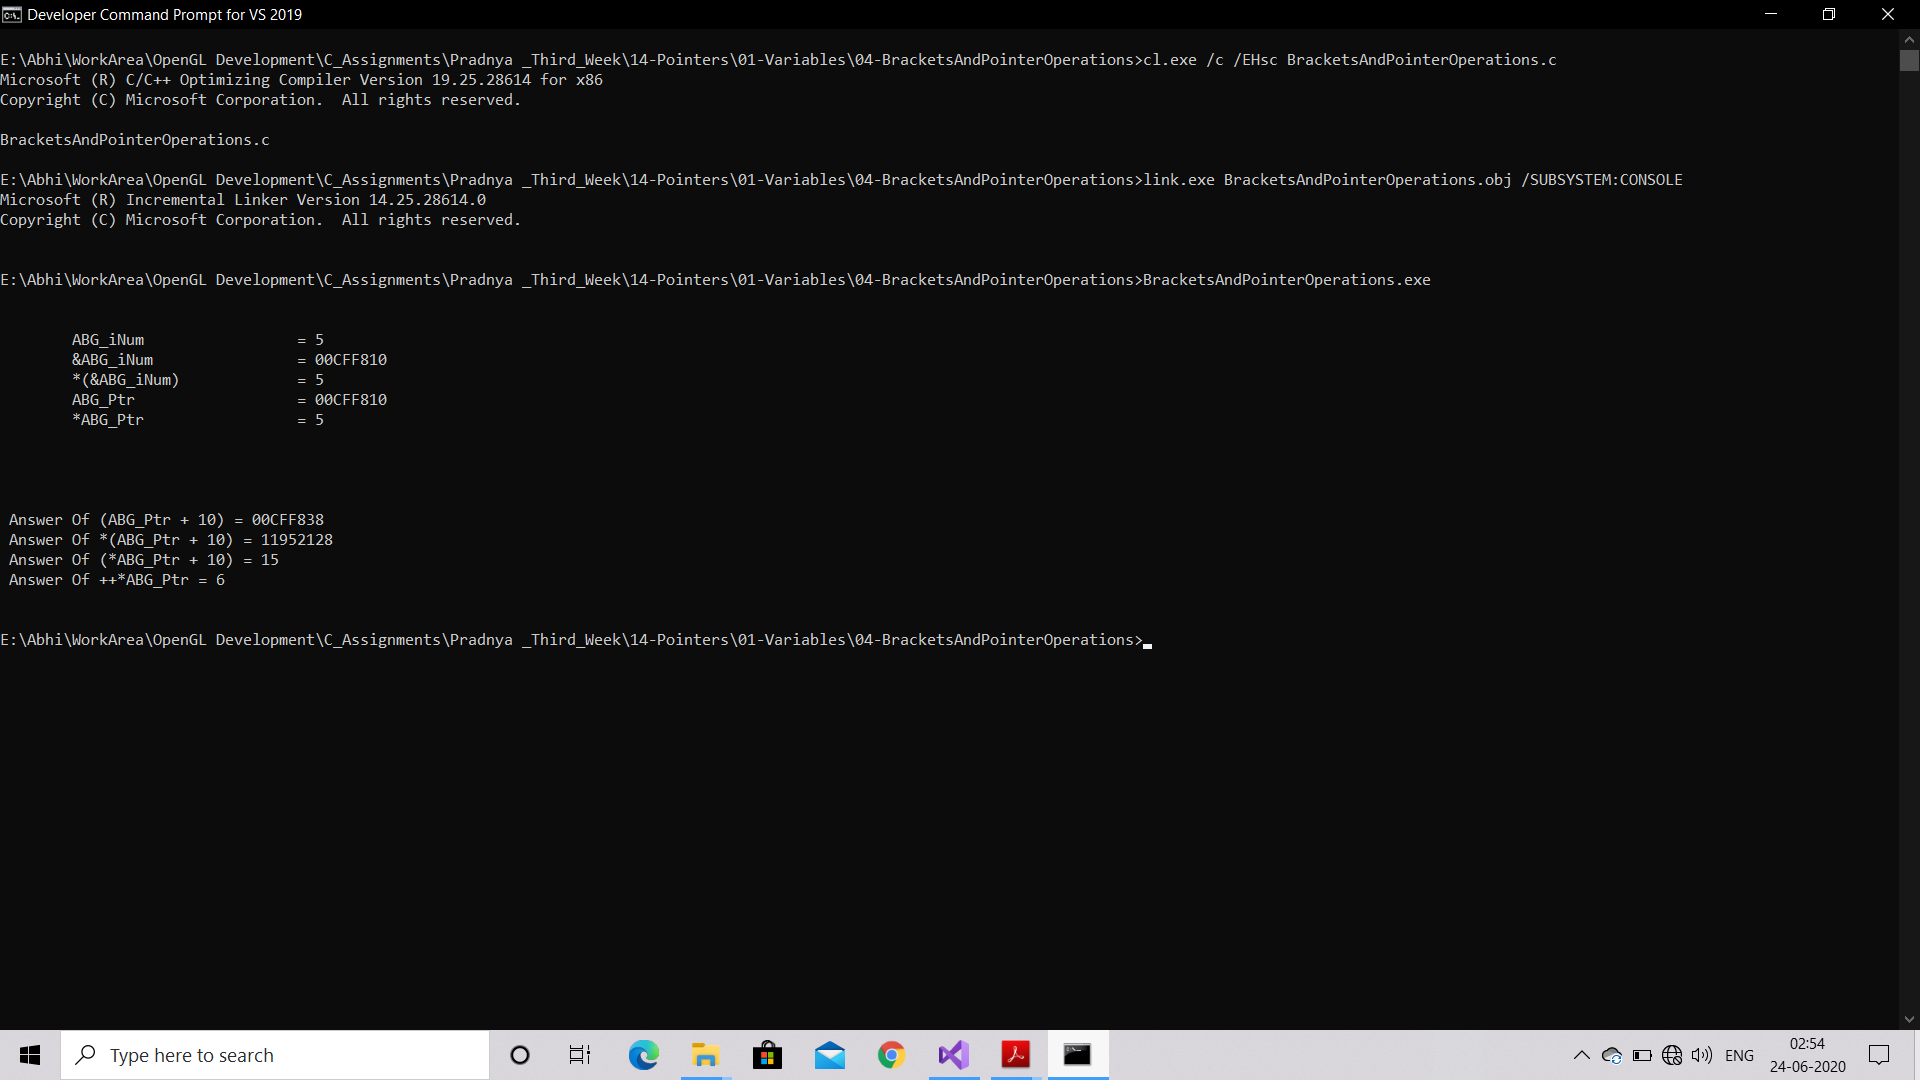 Developer Command Prompt for VS 2019
E:\Abhi\WorkArea\OpenGL Development\C_Assignments\Pradnya _Third_Week\14-Pointers\01-Variables\04-BracketsAndPointerOperations>cl.exe /c /EHsc BracketsAndPointerOperations.c
Microsoft (R) C/C++ Optimizing Compiler Version 19.25.28614 for x86
Copyright (C) Microsoft Corporation.  All rights reserved.
BracketsAndPointerOperations.c
E:\Abhi\WorkArea\OpenGL Development\C_Assignments\Pradnya _Third_Week\14-Pointers\01-Variables\04-BracketsAndPointerOperations>link.exe BracketsAndPointerOperations.obj /SUBSYSTEM:CONSOLE
Microsoft (R) Incremental Linker Version 14.25.28614.0
Copyright (C) Microsoft Corporation.  All rights reserved.
E:\Abhi\WorkArea\OpenGL Development\C_Assignments\Pradnya _Third_Week\14-Pointers\01-Variables\04-BracketsAndPointerOperations>BracketsAndPointerOperations.exe
ABG_iNum = 5
&ABG_iNum = 00CFF810
*(&ABG_iNum) = 5
ABG_Ptr = 00CFF810
*ABG_Ptr = 5
Answer Of (ABG_Ptr + 10) = 00CFF838
Answer Of *(ABG_Ptr + 10) = 11952128
Answer Of (*ABG_Ptr + 10) = 15
Answer Of ++*ABG_Ptr = 6
E:\Abhi\WorkArea\OpenGL Development\C_Assignments\Pradnya _Third_Week\14-Pointers\01-Variables\04-BracketsAndPointerOperations>
Type here to search
ENG
02:54
24-06-2020